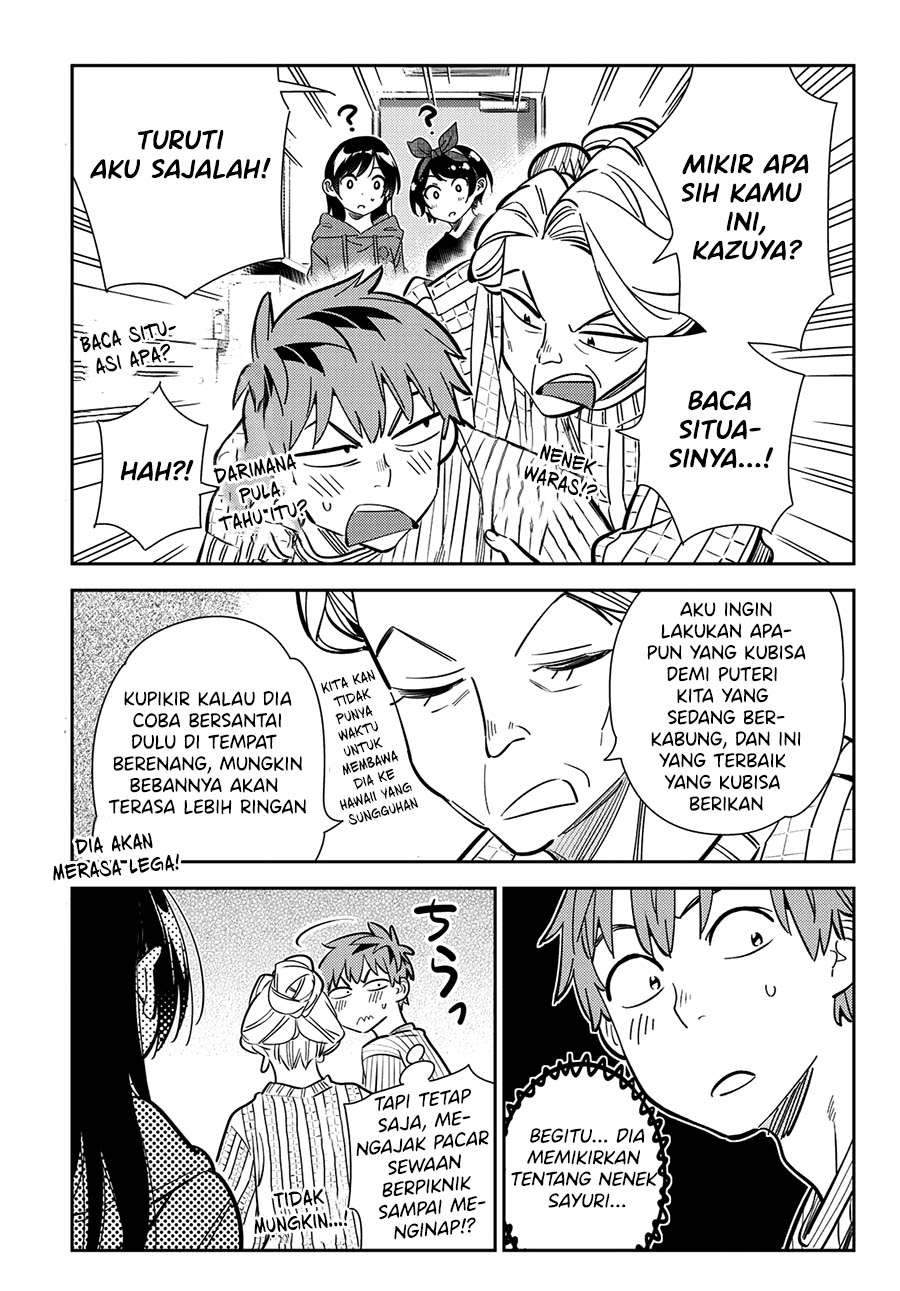 MIKIR APA
SIH KAMU
INI,
KAZUYA?
BACA
SITUA-
SINYA...!
TURUTI
AKU SAJALAH!
?
?
NENEK
WARAS!?
BACA SITU-
ASI APA?
HAH?!
DARIMANA
PULA
TAHU ITU?
AKU INGIN
LAKUKAN APA-
PUN YANG KUBISA
DEMI PUTERI
KITA YANG
SEDANG BER-
KABUNG, DAN INI
YANG TERBAIK
YANG KUBISA
BERIKAN
KITA KAN
TIDAK
PUNYA
WAKTU
UNTUK
MEMBAWA
DIA KE
HAWAII YANG
SUNGGUHAN
KUPIKIR KALAU DIA
COBA BERSANTAI
DULU DI TEMPAT
BERENANG, MUNGKIN
BEBANNYA AKAN
TERASA LEBIH RINGAN
DIA AKAN
MERASA LEGA!
BEGITU... DIA
MEMIKIRKAN
TENTANG NENEK
SAYURI...
ちらっ
TAPI TETAP
SAJA, ME-
NGAJAK PACAR
SEWAAN
BERPIKNIK
SAMPAI ME-
NGINAP!?
TIDAK
MUNGKIN...!